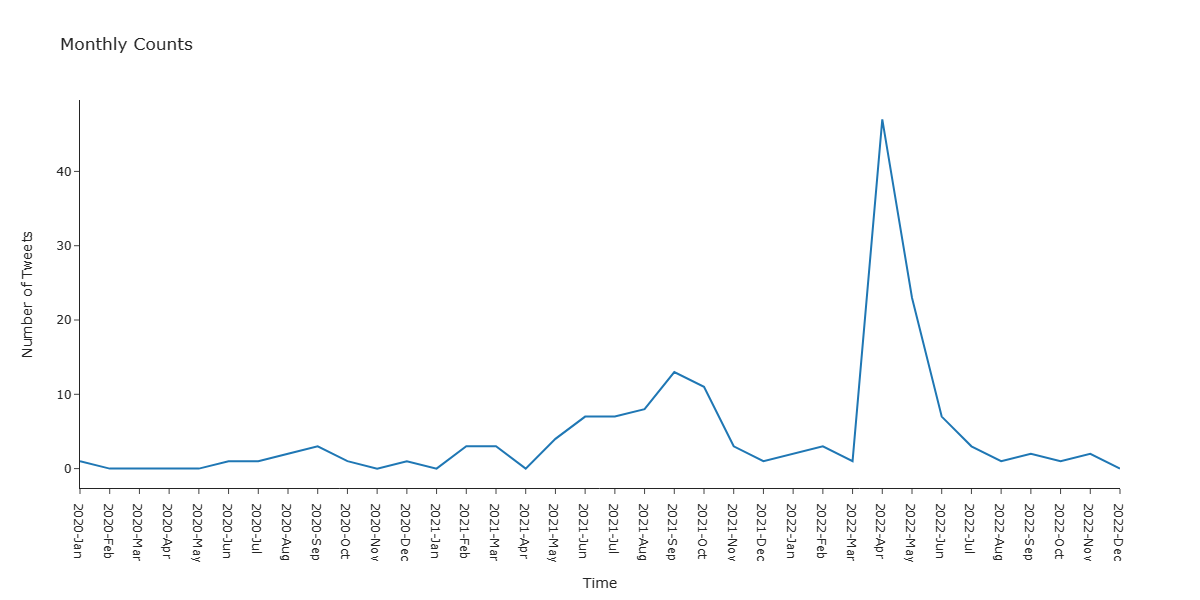 Monthly Counts
Number of Tweets
40
30
20
10
0
2020-Jan
2020-Feb
2020-Mar
2020-Apr
2020-May
2020-Jun
2020-Jul
2020-Aug
2020-Sep
2020-Oct
2020-Nov
2020-Dec
2021-Jan
2021-Feb
2021-Mar
2021-Apr
2021-May
2021-Jun
2021-Jul
2021-Aug
2021-Sep
2021-Oct
2021-Nov
2021-Dec
2022-Jan
2022-Feb
2022-Mar
2022-Apr
2022-May
2022-Jun
2022-Jul
2022-Aug
2022-Sep
2022-Oct
2022-Nov
2022-Dec
Time